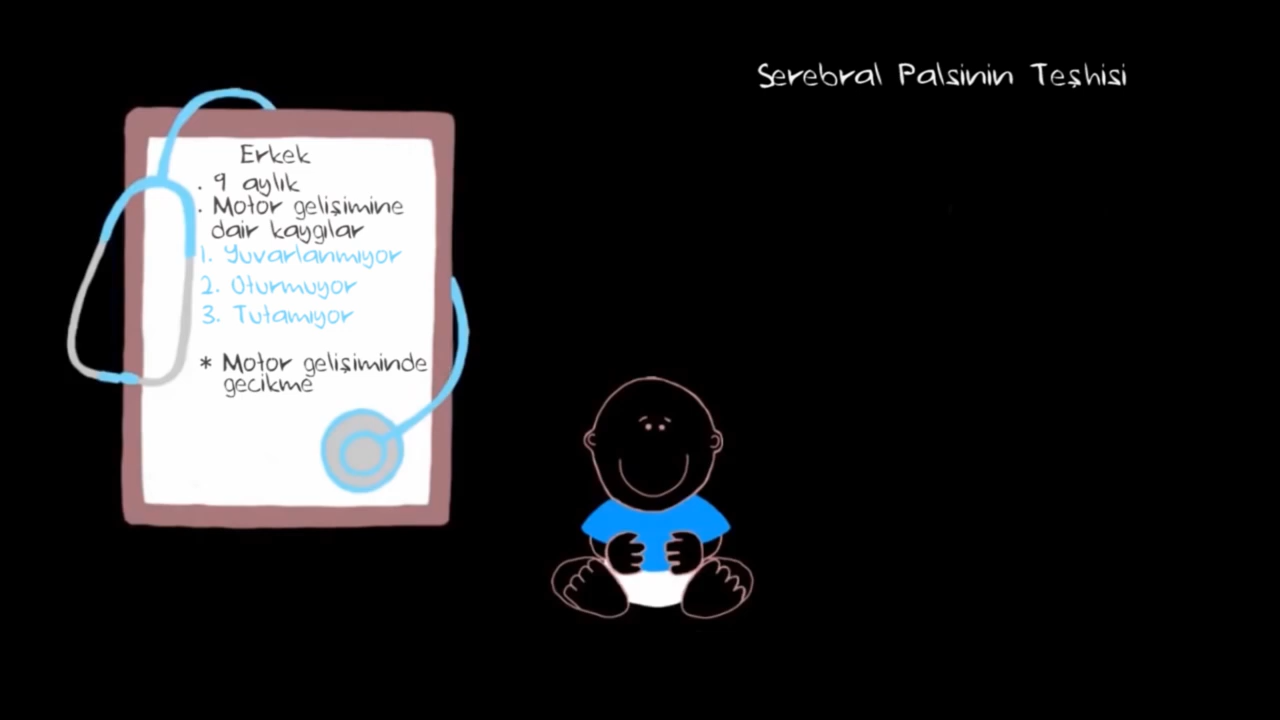 Serebral Palsinin Teşhisi
Erkek
. 9 aylık
. Motor gelişimine
dair kaygılar
1. Yuvarlanmıyor
2. Oturmuyor
3. Tutamıyor
* Motor gelişiminde
gecikme